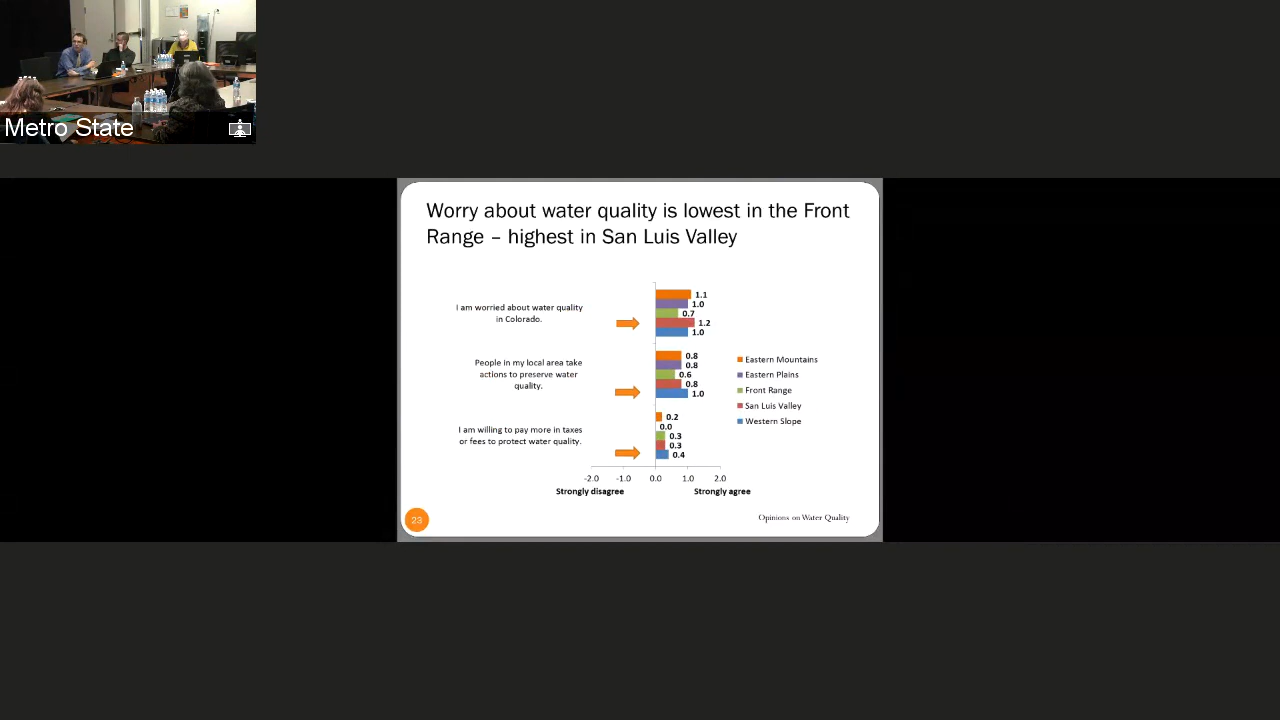 Metro State
Worry about water quality is lowest in the Front
Range – highest in San Luis Valley
I am worried about water quality
in Colorado.
1.1
1.0
0.7
1.2
1.0
People in my local area take
actions to preserve water
quality.
0.8
0.8
0.6
0.8
1.0
I am willing to pay more in taxes
or fees to protect water quality.
0.2
0.0
0.3
0.3
0.4
Eastern Mountains
Eastern Plains
Front Range
San Luis Valley
Western Slope
-2.0 -1.0 0.0 1.0 2.0
Strongly disagree Strongly agree
23
Opinions on Water Quality